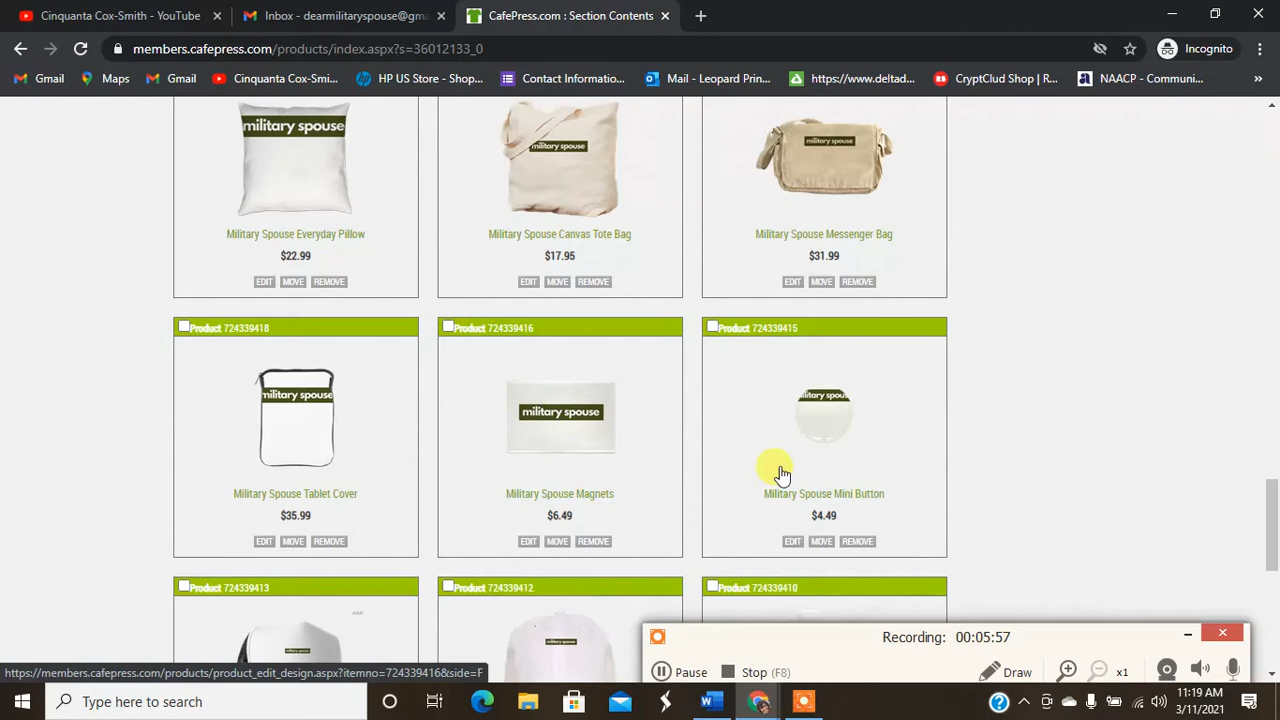 Cinquanta Cox-Smith - YouTube
Inbox - dearmilitaryspouse@gm
CafePress.com : Section Contents
members.cafepress.com/products/index.aspx?s=36012133_0
Incognito
Gmail
Maps
Gmail
Cinquanta Cox-Smi...
HP US Store - Shop...
Contact Informatio...
Mail - Leopard Print...
https://www.deltad...
CryptClud Shop | R...
NAACP - Communi...
military spouse
military spouse
military spouse
Military Spouse Everyday Pillow
Military Spouse Canvas Tote Bag
Military Spouse Messenger Bag
$22.99
$17.95
$31.99
EDIT MOVE REMOVE
EDIT MOVE REMOVE
EDIT MOVE REMOVE
Product 724339418
Product 724339416
Product 724339415
military spouse
military spouse
military spous
Military Spouse Tablet Cover
Military Spouse Magnets
Military Spouse Mini Button
$35.99
$6.49
$4.49
EDIT MOVE REMOVE
EDIT MOVE REMOVE
EDIT MOVE REMOVE
Product 724339413
Product 724339412
Product 724339410
military spouse
military spouse
Recording: 00:05:57
Pause
Stop (F8)
Draw
x1
https://members.cafepress.com/products/product_edit_design.aspx?itemno=724339416&side=F
Type here to search
11:19 AM
3/11/2021